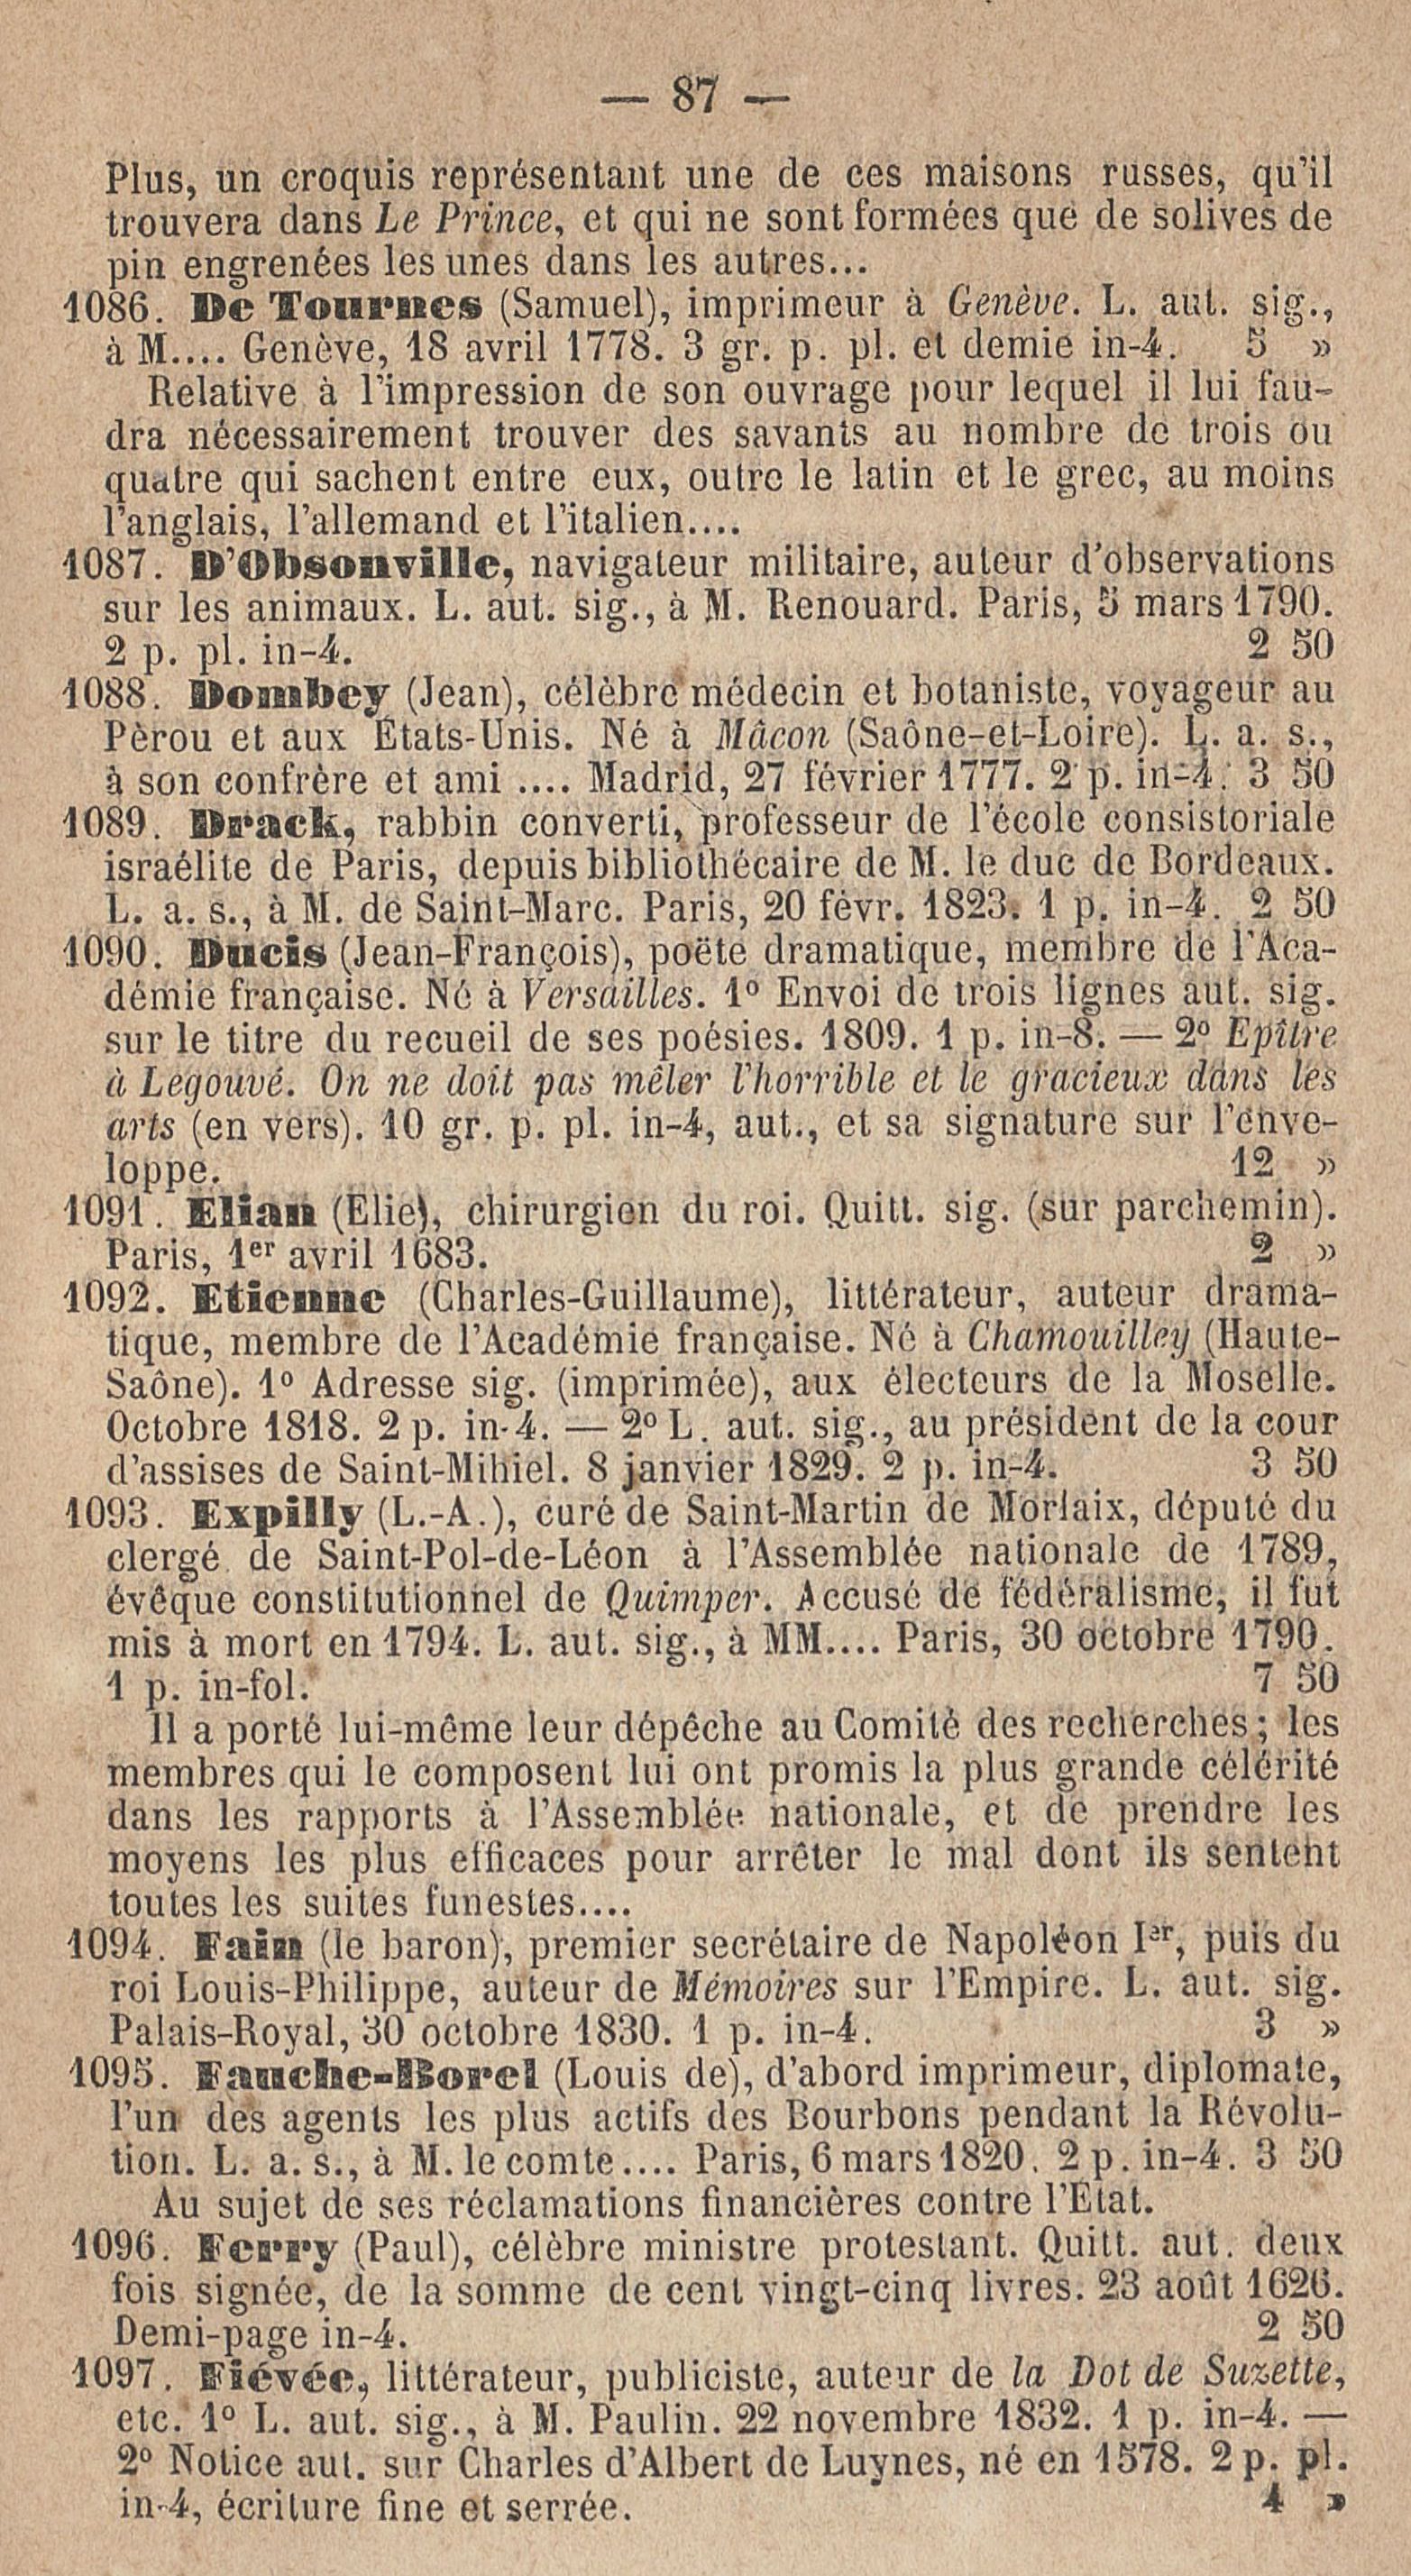 — 87 —
Plus, un croquis représentant une de ces maisons russes, qu'il
trouvera dans Le Prince, et qui ne sont formées que de solives de
pin engrenées les unes dans les autres...
1086. De Tournes (Samuel), imprimeur à Genève. L. aut. sig.,
à M.... Genève, 18 avril 1778. 3 gr. p. pl. et demie in-4. 5 »
Relative à l'impression de son ouvrage pour lequel il lui fau-
dra nécessairement trouver des savants au nombre de trois ou
quatre qui sachent entre eux, outre le latin et le grec, au moins
l'anglais, l'allemand et l'italien....
1087. D'Obsonville, navigateur militaire, auteur d'observations
sur les animaux. L. aut. sig., à M. Renouard. Paris, 5 mars 1790.
2 p. pl. in-4. 2 50
1088. Dombey (Jean), célèbre médecin et botaniste, voyageur au
Pèrou et aux États-Unis. Né à Mâcon (Saône-et-Loire). L. a. s.,
à son confrère et ami .... Madrid, 27 février 1777. 2 p. in-4. 3 50
1089. Drack, rabbin converti, professeur de l'école consistoriale
israélite de Paris, depuis bibliothécaire de M. le duc de Bordeaux.
L. a. s., à M. de Saint-Marc. Paris, 20 févr. 1823. 1 p. in-4. 2 50
1090. Ducis (Jean-François), poëte dramatique, membre de l'Aca-
démie française. Né à Versailles. 1º Envoi de trois lignes aut. sig.
sur le titre du recueil de ses poésies. 1809. 1 p. in-8. — 2º Epître
à Legouvé. On ne doit pas mêler l'horrible et le gracieux dans les
arts (en vers). 10 gr. p. pl. in-4, aut., et sa signature sur l'enve-
loppe. 12 »
1091. Elian (Elie), chirurgien du roi. Quitt. sig. (sur parchemin).
Paris, 1er avril 1683. 2 »
1092. Etienne (Charles-Guillaume), littérateur, auteur drama-
tique, membre de l'Académie française. Né à Chamouilley (Haute-
Saône). 1º Adresse sig. (imprimée), aux électeurs de la Moselle.
Octobre 1818. 2 p. in-4. — 2º L. aut. sig., au président de la cour
d'assises de Saint-Mihiel. 8 janvier 1829. 2 p. in-4. 3 50
1093. Expilly (L.-A.), curé de Saint-Martin de Morlaix, député du
clergé de Saint-Pol-de-Léon à l'Assemblée nationale de 1789,
évêque constitutionnel de Quimper. Accusé de fédéralisme, il fut
mis à mort en 1794. L. aut. sig., à MM.... Paris, 30 octobre 1790.
1 p. in-fol. 7 50
Il a porté lui-même leur dépêche au Comité des recherches; les
membres qui le composent lui ont promis la plus grande célérité
dans les rapports à l'Assemblée nationale, et de prendre les
moyens les plus efficaces pour arrêter le mal dont ils sentent
toutes les suites funestes....
1094. Fain (le baron), premier secrétaire de Napoléon Ier, puis du
roi Louis-Philippe, auteur de Mémoires sur l'Empire. L. aut. sig.
Palais-Royal, 30 octobre 1830. 1 p. in-4. 3 »
1095. Fauche-Borel (Louis de), d'abord imprimeur, diplomate,
l'un des agents les plus actifs des Bourbons pendant la Révolu-
tion. L. a. s., à M. le comte.... Paris, 6 mars 1820. 2 p. in-4. 3 50
Au sujet de ses réclamations financières contre l'Etat.
1096. Ferry (Paul), célèbre ministre protestant. Quitt. aut. deux
fois signée, de la somme de cent vingt-cinq livres. 23 août 1626.
Demi-page in-4. 2 50
1097. Fiévée, littérateur, publiciste, auteur de la Dot de Suzette,
etc. 1º L. aut. sig., à M. Paulin. 22 novembre 1832. 1 p. in-4. —
2º Notice aut. sur Charles d'Albert de Luynes, né en 1578. 2 p. pl.
in-4, écriture fine et serrée. 4 »